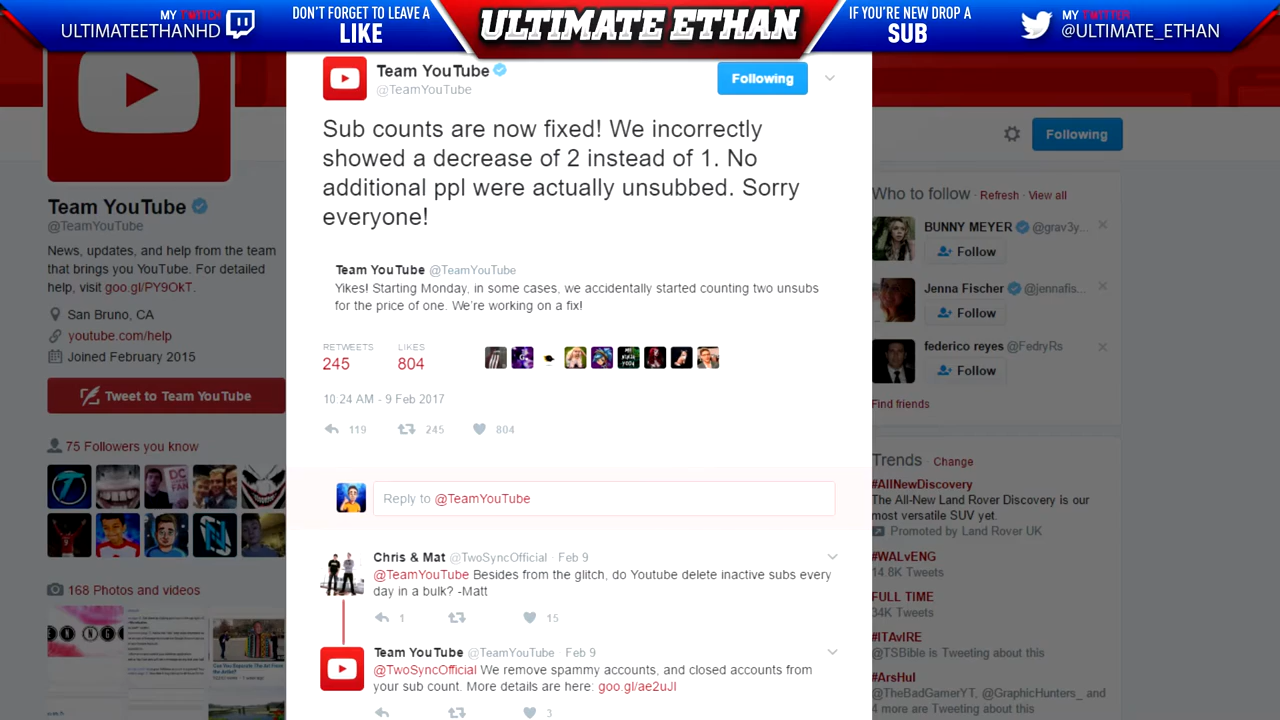 MY TWITCH
ULTIMATEETHANHD
DON'T FORGET TO LEAVE A
LIKE
ULTIMATE ETHAN
IF YOU'RE NEW DROP A
SUB
MY TWITTER
@ULTIMATE_ETHAN
Team YouTube
@TeamYouTube
News, updates, and help from the team
that brings you YouTube. For detailed
help, visit goo.gl/PY9OkT.
San Bruno, CA
youtube.com/help
Joined February 2015
Tweet to Team YouTube
75 Followers you know
168 Photos and videos
Team YouTube
@TeamYouTube
Following
Sub counts are now fixed! We incorrectly
showed a decrease of 2 instead of 1. No
additional ppl were actually unsubbed. Sorry
everyone!
Team YouTube @TeamYouTube
Yikes! Starting Monday, in some cases, we accidentally started counting two unsubs
for the price of one. We're working on a fix!
RETWEETS LIKES
245 804
10:24 AM - 9 Feb 2017
119 245 804
Reply to @TeamYouTube
Chris & Mat @TwoSyncOfficial · Feb 9
@TeamYouTube Besides from the glitch, do Youtube delete inactive subs every
day in a bulk? -Matt
1 15
Team YouTube @TeamYouTube · Feb 9
@TwoSyncOfficial We remove spammy accounts, and closed accounts from
your sub count. More details are here: goo.gl/ae2uJI
3
Following
Who to follow · Refresh · View all
BUNNY MEYER @grav3y...
Follow
Jenna Fischer @jennafis...
Follow
federico reyes @FedryRs
Follow
Find friends
Trends · Change
#AllNewDiscovery
The All-New Land Rover Discovery is our
most versatile SUV yet.
Promoted by Land Rover UK
#WALvENG
14.8K Tweets
FULL TIME
34K Tweets
#ITAvIRE
@TSBible is Tweeting about this
#ArsHul
@TheBadGamerYT, @GraphicHunters_ and
4 more are Tweeting about this